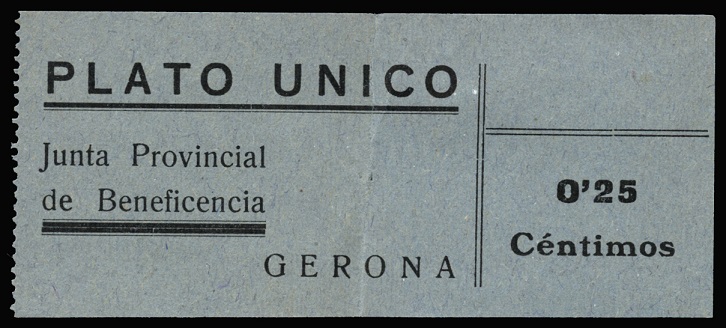 PLATO UNICO
Junta Provincial
de Beneficencia
GERONA
0'25
Céntimos